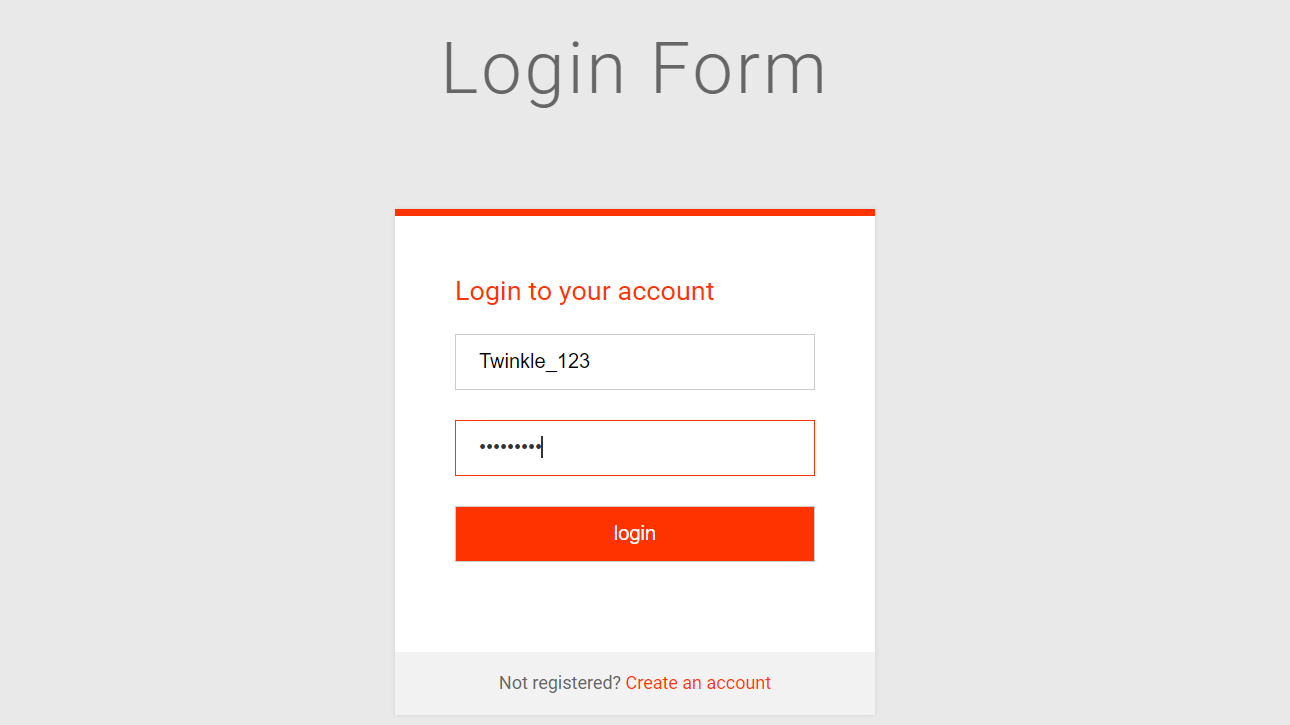 Login Form
Login to your account
Twinkle_123
•••••••••
login
Not registered? Create an account